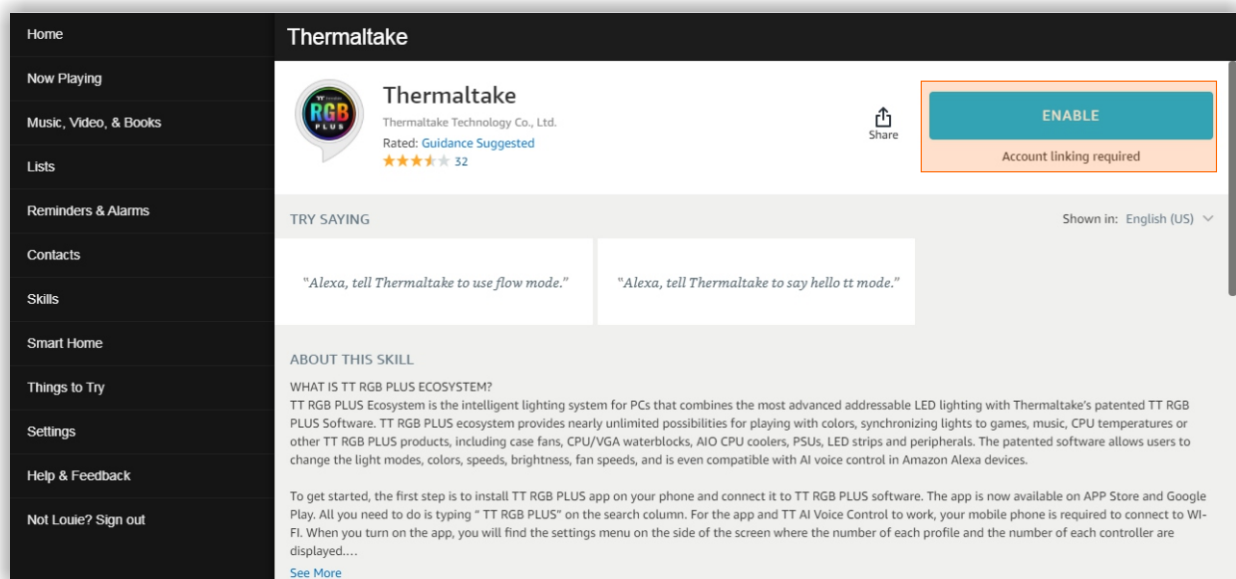 Home
Now Playing
Music, Video, & Books
Lists
Reminders & Alarms
Contacts
Skills
Smart Home
Things to Try
Settings
Help & Feedback
Not Louie? Sign out
Thermaltake
RGB
PLUS
Thermaltake
Thermaltake Technology Co., Ltd.
Rated: Guidance Suggested
32
Share
ENABLE
Account linking required
TRY SAYING
Shown in: English (US)
"Alexa, tell Thermaltake to use flow mode."
"Alexa, tell Thermaltake to say hello tt mode."
ABOUT THIS SKILL
WHAT IS TT RGB PLUS ECOSYSTEM?
TT RGB PLUS Ecosystem is the intelligent lighting system for PCs that combines the most advanced addressable LED lighting with Thermaltake's patented TT RGB
PLUS Software. TT RGB PLUS ecosystem provides nearly unlimited possibilities for playing with colors, synchronizing lights to games, music, CPU temperatures or
other TT RGB PLUS products, including case fans, CPU/VGA waterblocks, AIO CPU coolers, PSUs, LED strips and peripherals. The patented software allows users to
change the light modes, colors, speeds, brightness, fan speeds, and is even compatible with AI voice control in Amazon Alexa devices.
To get started, the first step is to install TT RGB PLUS app on your phone and connect it to TT RGB PLUS software. The app is now available on APP Store and Google
Play. All you need to do is typing " TT RGB PLUS" on the search column. For the app and TT AI Voice Control to work, your mobile phone is required to connect to WI-
FI. When you turn on the app, you will find the settings menu on the side of the screen where the number of each profile and the number of each controller are
displayed....
See More